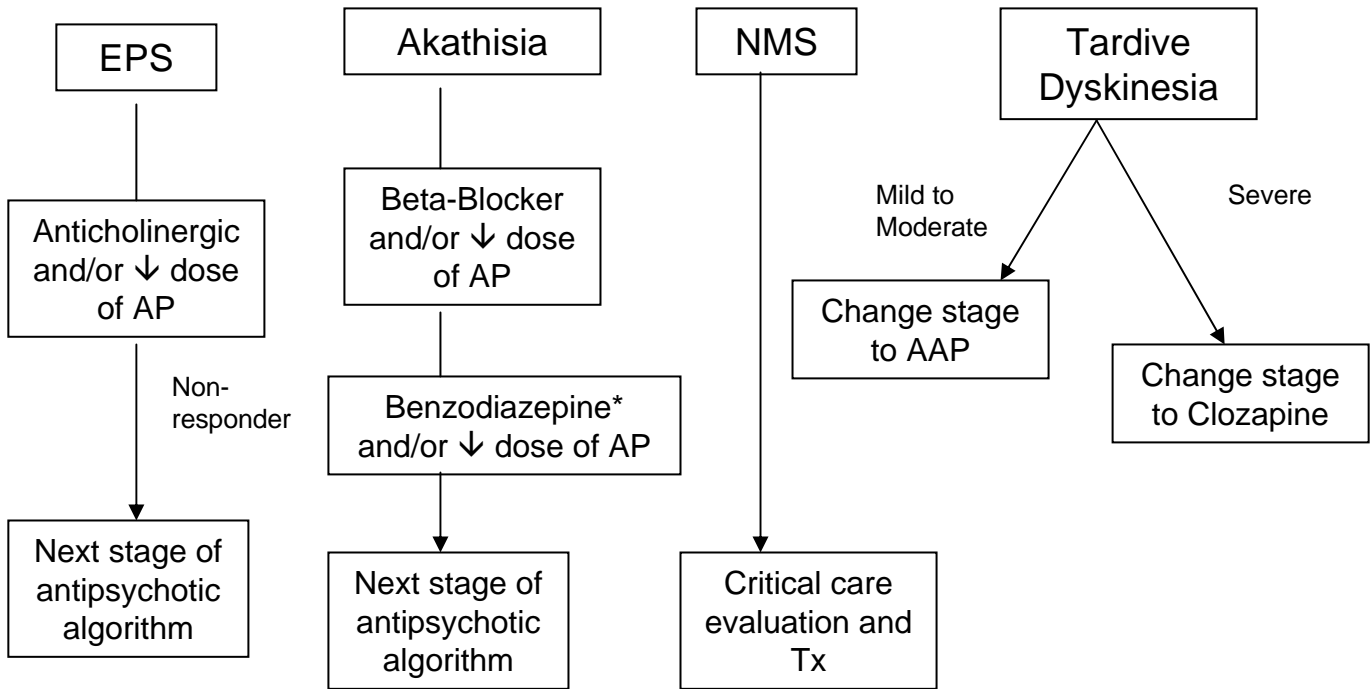 EPS
Anticholinergic
and/or ↓ dose
of AP
Non-
responder
Next stage of
antipsychotic
algorithm
Akathisia
Beta-Blocker
and/or ↓ dose
of AP
Benzodiazepine*
and/or ↓ dose of AP
Next stage of
antipsychotic
algorithm
NMS
Critical care
evaluation and
Tx
Tardive
Dyskinesia
Mild to
Moderate
Severe
Change stage
to AAP
Change stage
to Clozapine